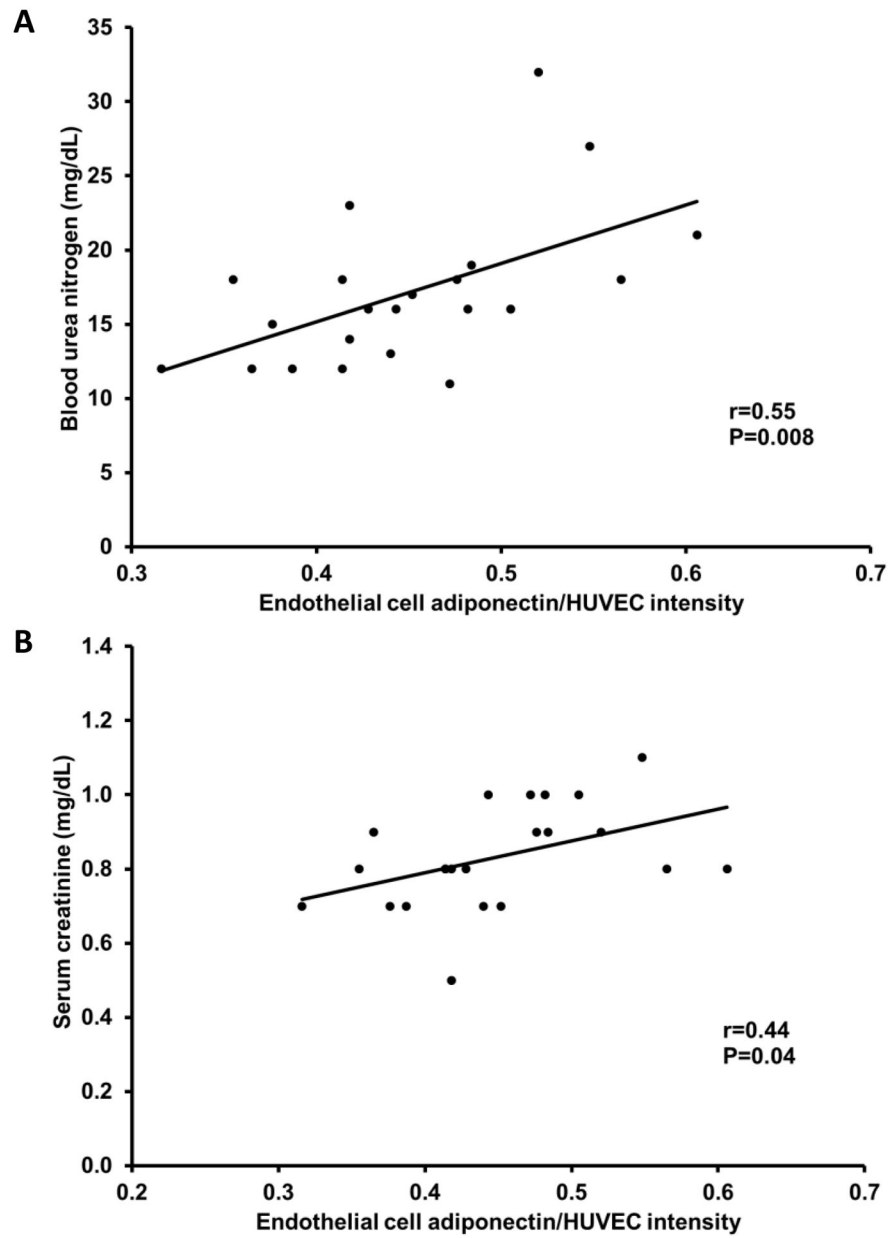 A
35
30
25
20
15
10
5
0
Blood urea nitrogen (mg/dL)
r=0.55
P=0.008
0.3 0.4 0.5 0.6 0.7
Endothelial cell adiponectin/HUVEC intensity
B
1.4
1.2
1.0
0.8
0.6
0.4
0.2
0.0
Serum creatinine (mg/dL)
r=0.44
P=0.04
0.2 0.3 0.4 0.5 0.6 0.7
Endothelial cell adiponectin/HUVEC intensity